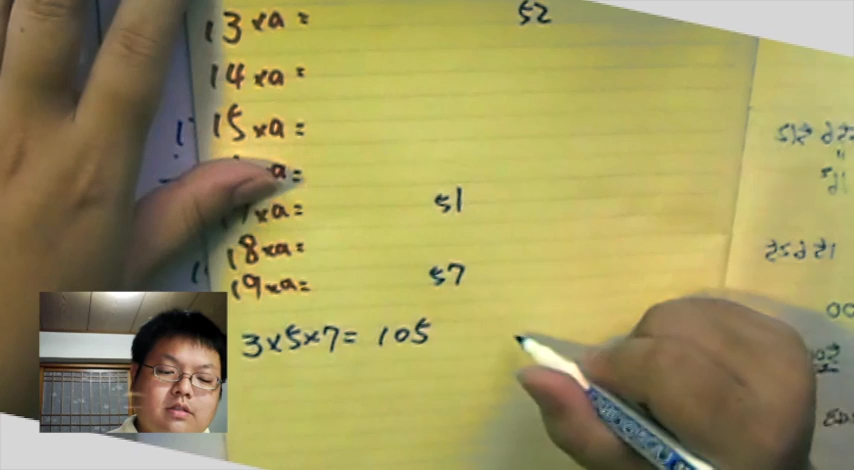 13×a= 52
14×a=
15×a=
a=
17×a= 51
18×a=
19×a= 57
3×5×7= 105